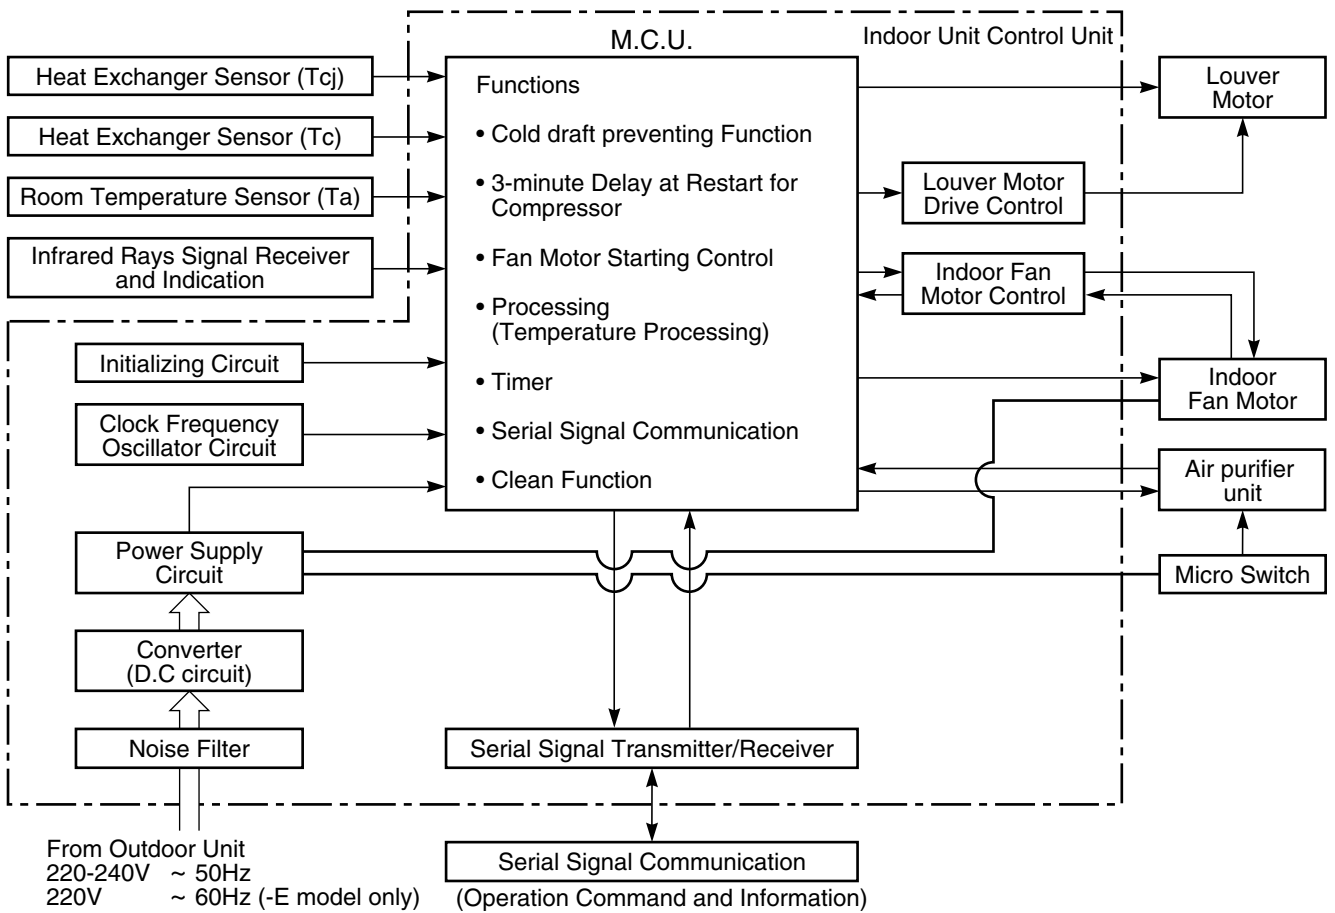 M.C.U.
Indoor Unit Control Unit
Heat Exchanger Sensor (Tcj)
Heat Exchanger Sensor (Tc)
Room Temperature Sensor (Ta)
Infrared Rays Signal Receiver
and Indication
Initializing Circuit
Clock Frequency
Oscillator Circuit
Power Supply
Circuit
Converter
(D.C circuit)
Noise Filter
From Outdoor Unit
220-240V ~ 50Hz
220V ~ 60Hz (-E model only)
Functions
• Cold draft preventing Function
• 3-minute Delay at Restart for
Compressor
• Fan Motor Starting Control
• Processing
(Temperature Processing)
• Timer
• Serial Signal Communication
• Clean Function
Serial Signal Transmitter/Receiver
Serial Signal Communication
(Operation Command and Information)
Louver
Motor
Louver Motor
Drive Control
Indoor Fan
Motor Control
Indoor
Fan Motor
Air purifier
unit
Micro Switch